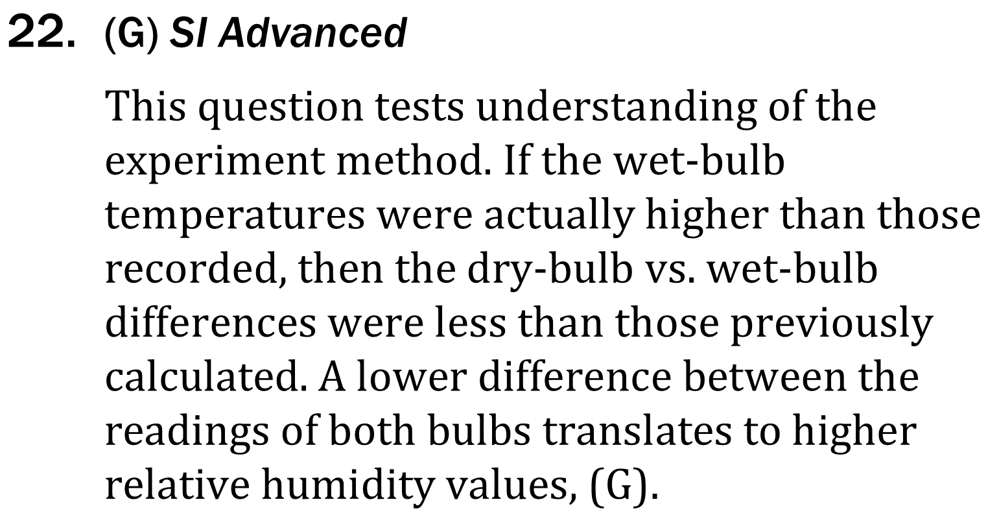 22. (G) SI Advanced
This question tests understanding of the
experiment method. If the wet-bulb
temperatures were actually higher than those
recorded, then the dry-bulb vs. wet-bulb
differences were less than those previously
calculated. A lower difference between the
readings of both bulbs translates to higher
relative humidity values, (G).